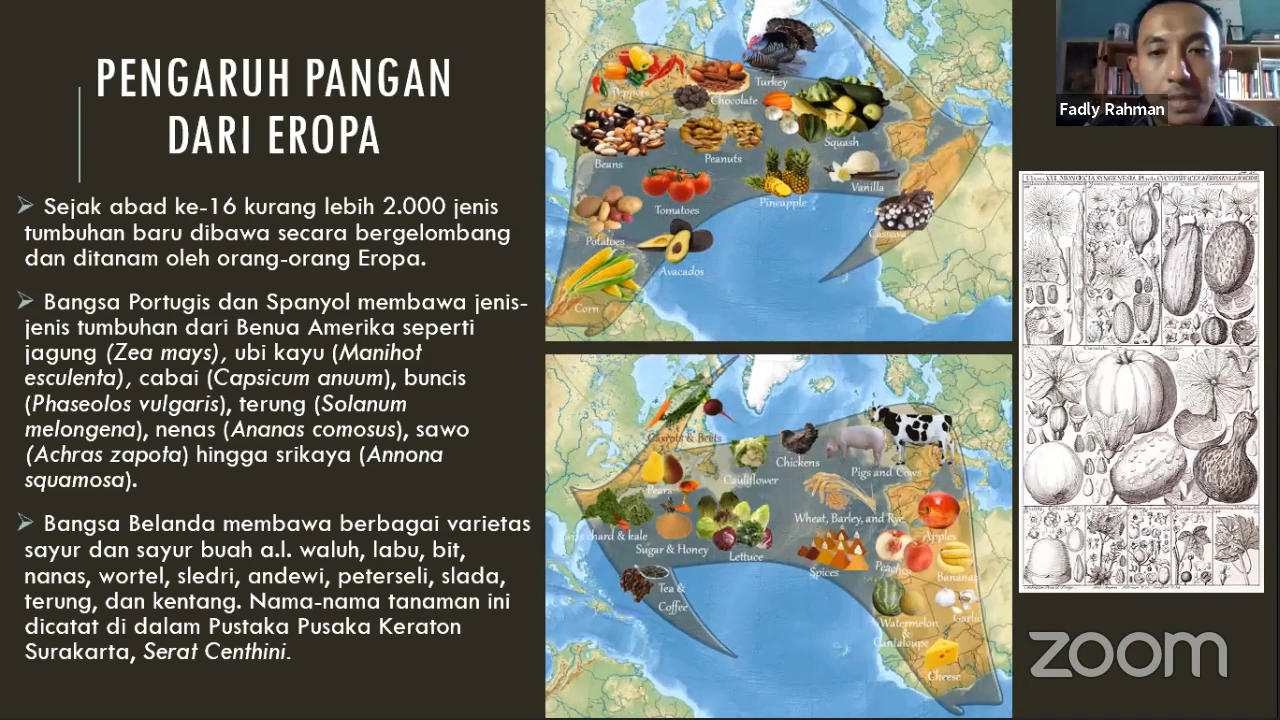 PENGARUH PANGAN
DARI EROPA
➢ Sejak abad ke-16 kurang lebih 2.000 jenis
tumbuhan baru dibawa secara bergelombang
dan ditanam oleh orang-orang Eropa.
➢ Bangsa Portugis dan Spanyol membawa jenis-
jenis tumbuhan dari Benua Amerika seperti
jagung (Zea mays), ubi kayu (Manihot
esculenta), cabai (Capsicum anuum), buncis
(Phaseolos vulgaris), terung (Solanum
melongena), nenas (Ananas comosus), sawo
(Achras zapota) hingga srikaya (Annona
squamosa).
➢ Bangsa Belanda membawa berbagai varietas
sayur dan sayur buah a.l. waluh, labu, bit,
nanas, wortel, sledri, andewi, peterseli, slada,
terung, dan kentang. Nama-nama tanaman ini
dicatat di dalam Pustaka Pusaka Keraton
Surakarta, Serat Centhini.
Turkey
Peppers
Chocolate
Squash
Beans
Peanuts
Vanilla
Pineapple
Tomatoes
Potatoes
Cassava
Avacados
Corn
Carrots & Beets
Chickens
Pigs and Cows
Cauliflower
Pears
Wheat, Barley, and Rye
chard & kale
Sugar & Honey
Lettuce
Apples
Spices
Peaches
Bananas
Tea &
Coffee
Garlic
Watermelon
&
Cantaloupe
Cheese
Fadly Rahman
zoom